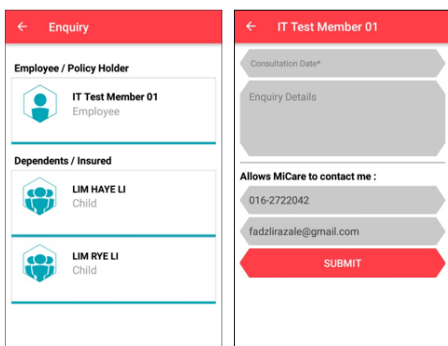 Enquiry
Employee / Policy Holder
IT Test Member 01
Employee
Dependents / Insured
LIM HAYE LI
Child
LIM RYE LI
Child
IT Test Member 01
Consultation Date*
Enquiry Details
Allows MiCare to contact me :
016-2722042
fadzlirazale@gmail.com
SUBMIT